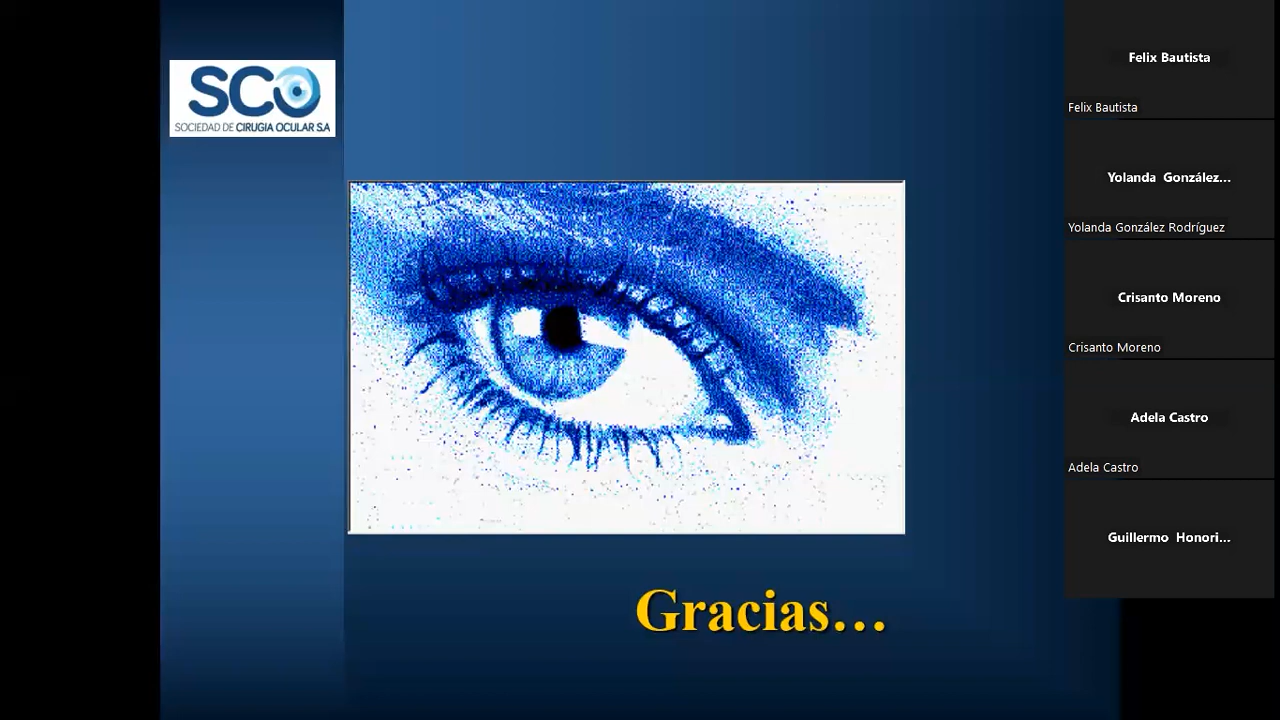 SCO
SOCIEDAD DE CIRUGIA OCULAR S.A
Gracias...
Felix Bautista
Felix Bautista
Yolanda González...
Yolanda González Rodríguez
Crisanto Moreno
Crisanto Moreno
Adela Castro
Adela Castro
Guillermo Honori...